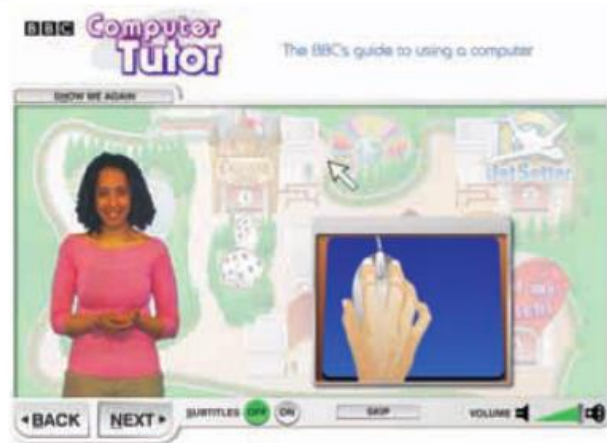 BBC Computer Tutor
The BBC's guide to using a computer
SHOW ME AGAIN
JetSetter
BACK NEXT SUBTITLES OFF ON SKIP VOLUME